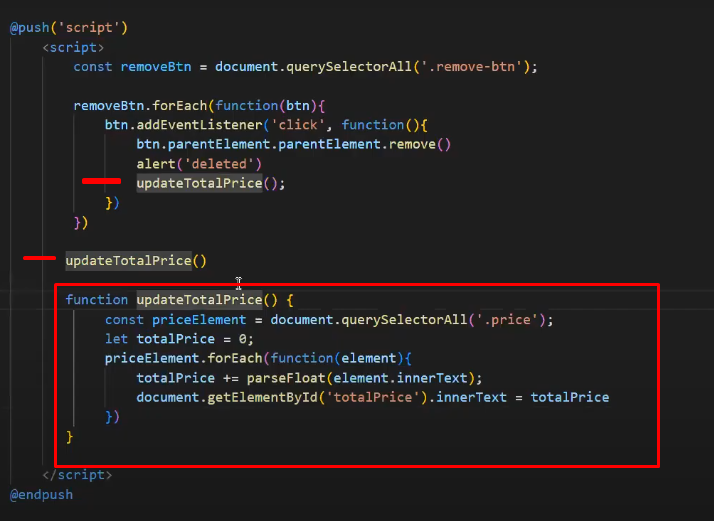 @push('script')
<script>
const removeBtn = document.querySelectorAll('.remove-btn');
removeBtn.forEach(function(btn){
btn.addEventListener('click', function(){
btn.parentElement.parentElement.remove()
alert('deleted')
updateTotalPrice();
})
})
updateTotalPrice()
function updateTotalPrice() {
const priceElement = document.querySelectorAll('.price');
let totalPrice = 0;
priceElement.forEach(function(element){
totalPrice += parseFloat(element.innerText);
document.getElementById('totalPrice').innerText = totalPrice
})
}
</script>
@endpush